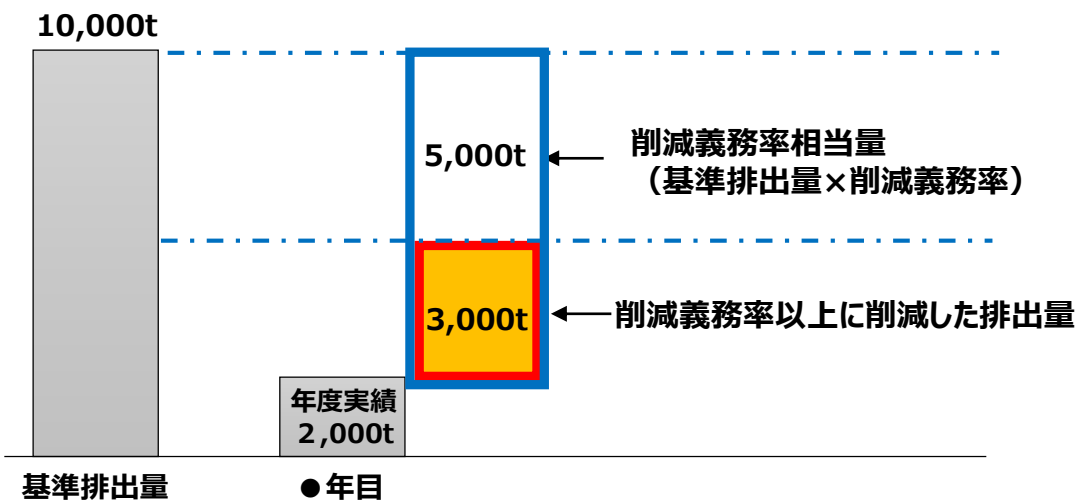 10,000t
5,000t
削減義務率相当量
（基準排出量×削減義務率）
3,000t
削減義務率以上に削減した排出量
年度実績
２,000t
基準排出量
●年目